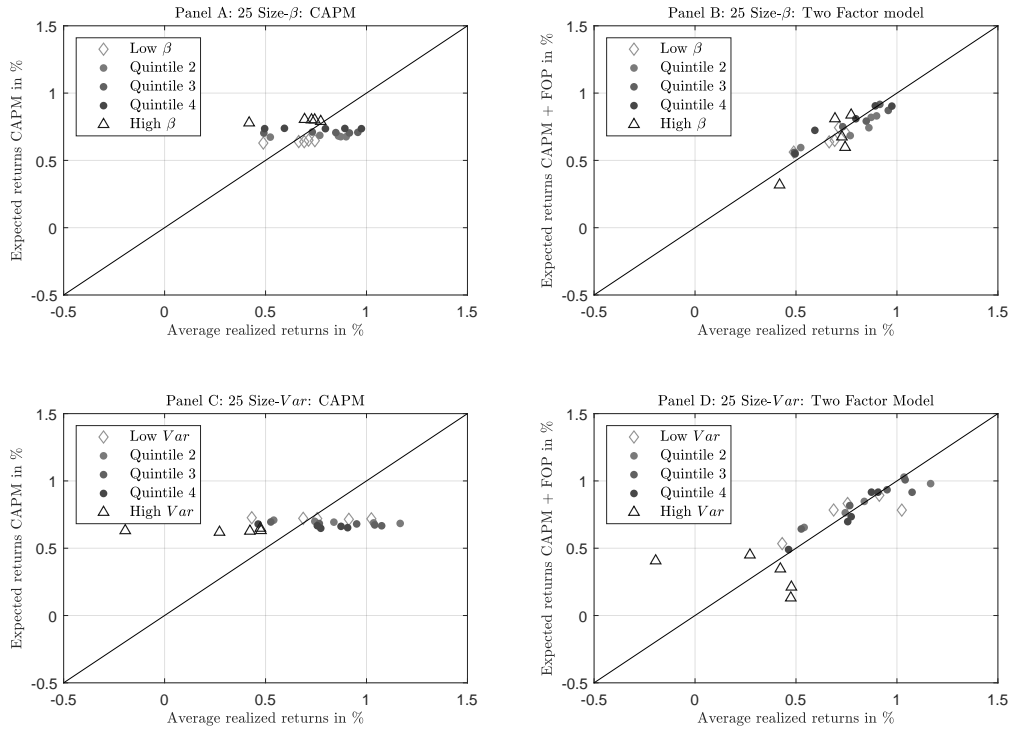 Panel A: 25 Size-β: CAPM
Expected returns CAPM in %
1.5
1
0.5
0
-0.5
Low β
Quintile 2
Quintile 3
Quintile 4
High β
-0.5 0 0.5 1 1.5
Average realized returns in %
Panel B: 25 Size-β: Two Factor model
Expected returns CAPM + FOP in %
1.5
1
0.5
0
-0.5
Low β
Quintile 2
Quintile 3
Quintile 4
High β
-0.5 0 0.5 1 1.5
Average realized returns in %
Panel C: 25 Size-Var: CAPM
Expected returns CAPM in %
1.5
1
0.5
0
-0.5
Low Var
Quintile 2
Quintile 3
Quintile 4
High Var
-0.5 0 0.5 1 1.5
Average realized returns in %
Panel D: 25 Size-Var: Two Factor Model
Expected returns CAPM + FOP in %
1.5
1
0.5
0
-0.5
Low Var
Quintile 2
Quintile 3
Quintile 4
High Var
-0.5 0 0.5 1 1.5
Average realized returns in %